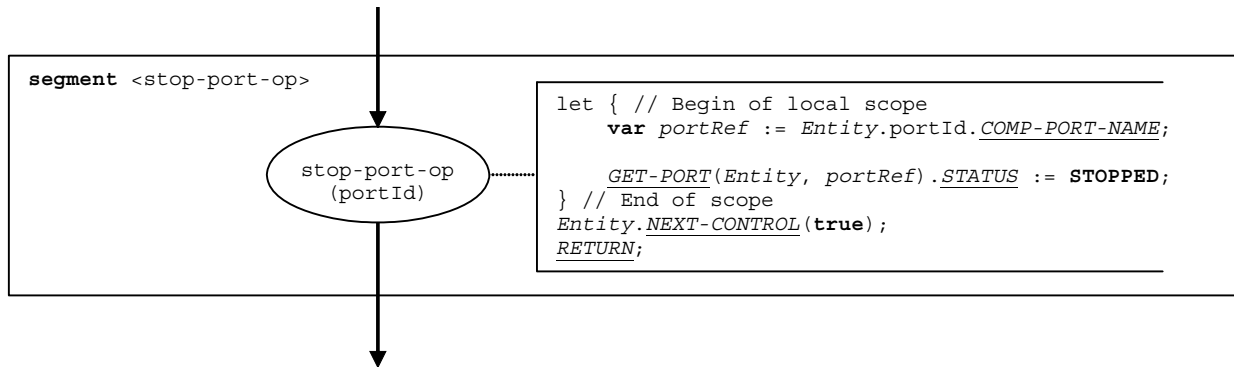 segment <stop-port-op>
stop-port-op
(portId)
let { // Begin of local scope
var portRef := Entity.portId.COMP-PORT-NAME;
GET-PORT(Entity, portRef).STATUS := STOPPED;
} // End of scope
Entity.NEXT-CONTROL(true);
RETURN;